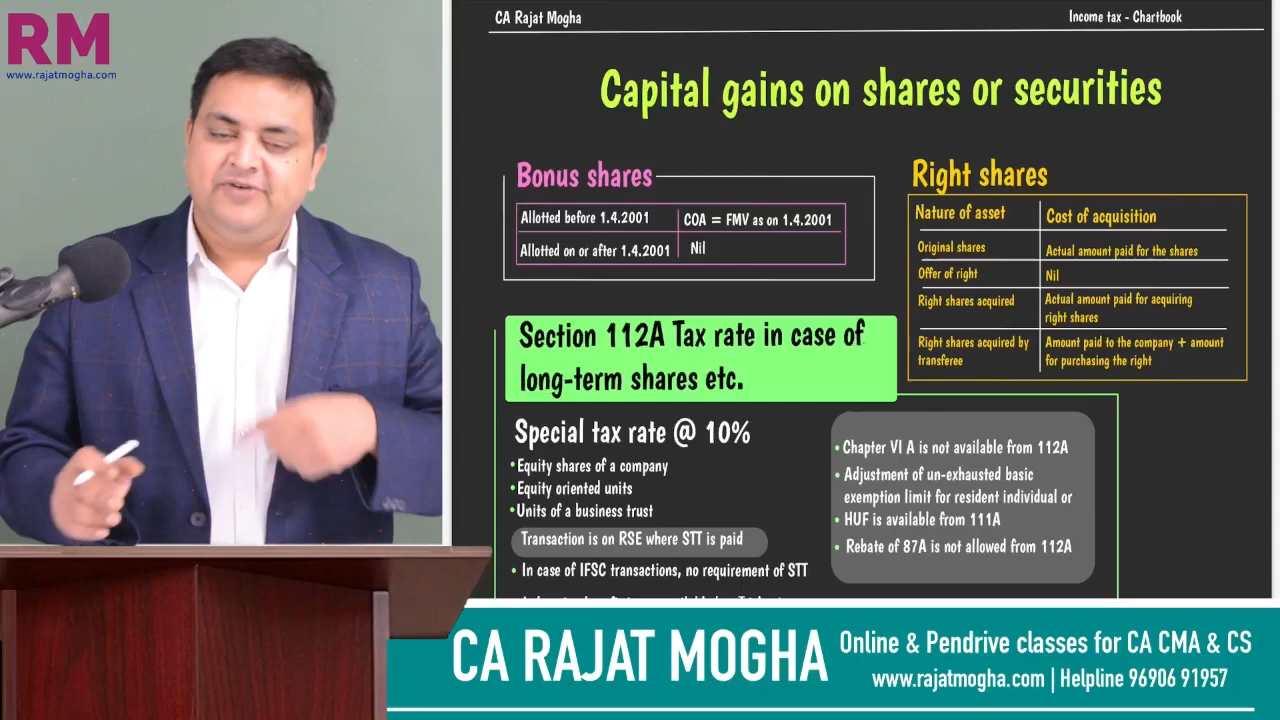 RM
www.rajatmogha.com
CA Rajat Mogha
Income tax - Chartbook
Capital gains on shares or securities
Bonus shares
Allotted before 1.4.2001
COA = FMV as on 1.4.2001
Allotted on or after 1.4.2001
Nil
Right shares
Nature of asset
Cost of acquisition
Original shares
Actual amount paid for the shares
Offer of right
Nil
Right shares acquired
Actual amount paid for acquiring
right shares
Right shares acquired by
transferee
Amount paid to the company + amount
for purchasing the right
Section 112A Tax rate in case of
long-term shares etc.
Special tax rate @ 10%
• Equity shares of a company
• Equity oriented units
• Units of a business trust
Transaction is on RSE where STT is paid
• In case of IFSC transactions, no requirement of STT
• Chapter VI A is not available from 112A
• Adjustment of un-exhausted basic
exemption limit for resident individual or
• HUF is available from 111A
• Rebate of 87A is not allowed from 112A
CA RAJAT MOGHA
Online & Pendrive classes for CA CMA & CS
www.rajatmogha.com | Helpline 96906 91957